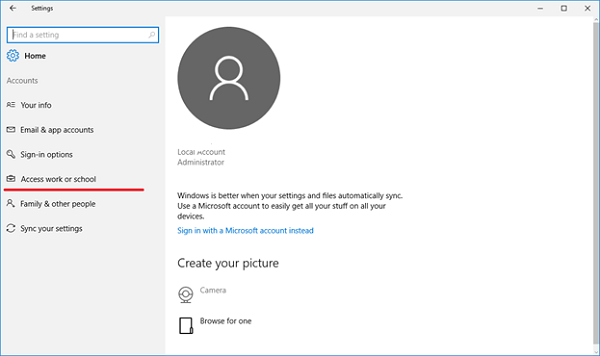 Settings
Find a setting
Home
Accounts
Your info
Email & app accounts
Sign-in options
Access work or school
Family & other people
Sync your settings
Local Account
Administrator
Windows is better when your settings and files automatically sync.
Use a Microsoft account to easily get all your stuff on all your
devices.
Sign in with a Microsoft account instead
Create your picture
Camera
Browse for one